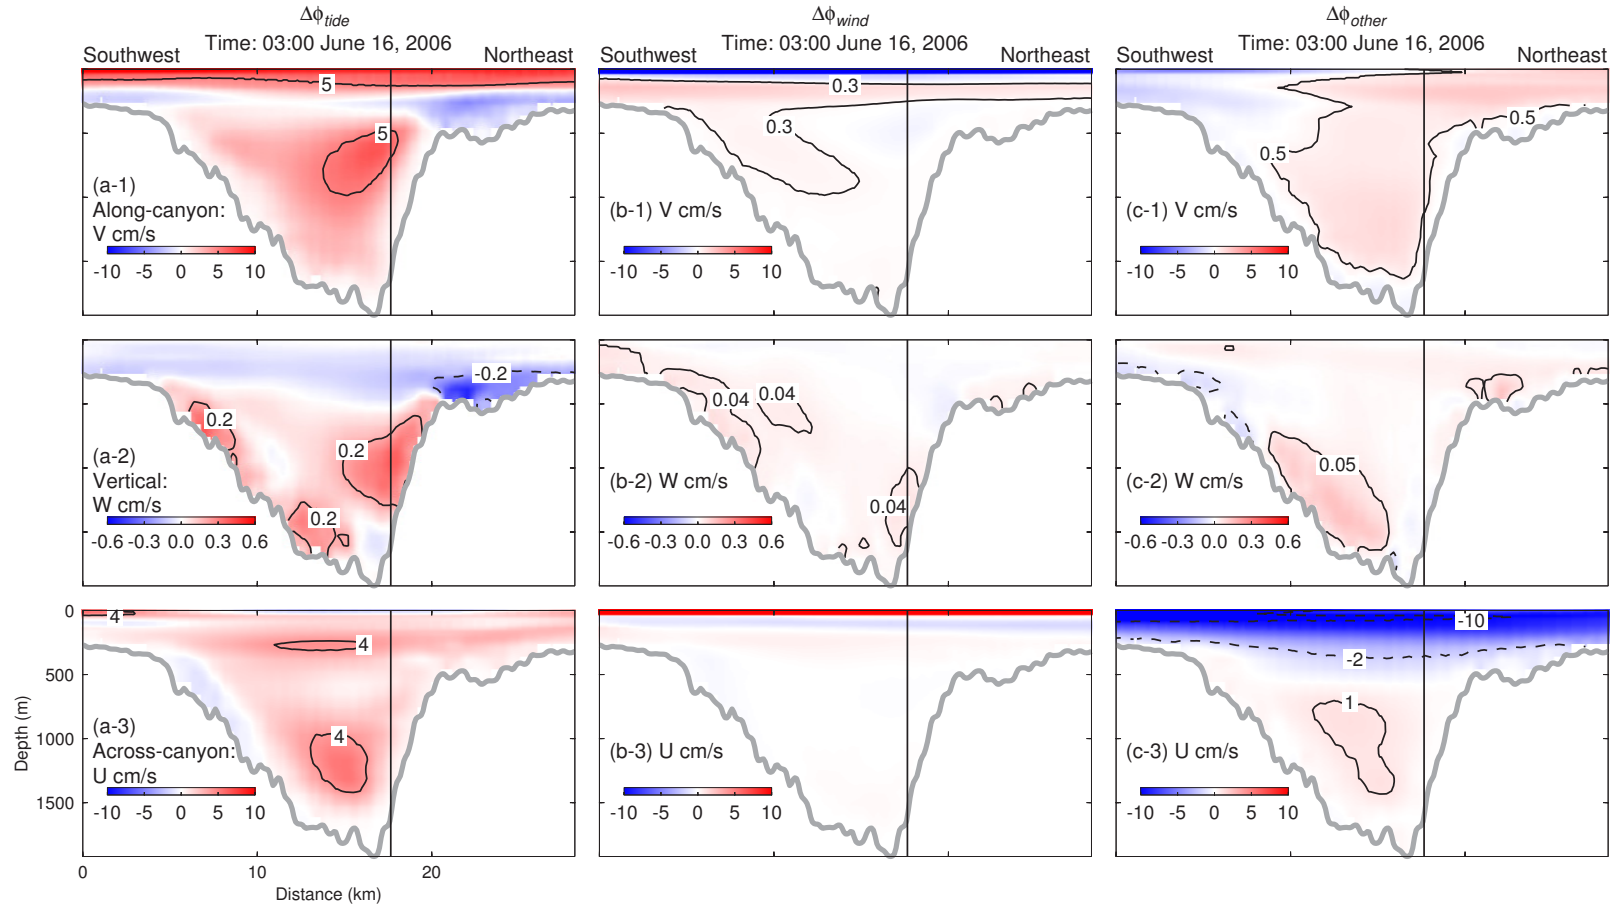 Δϕtide
Time: 03:00 June 16, 2006
Southwest
Northeast
5
5
(a-1)
Along-canyon:
V cm/s
-10 -5 0 5 10
Δϕwind
Time: 03:00 June 16, 2006
Southwest
Northeast
0.3
0.3
(b-1) V cm/s
-10 -5 0 5 10
Δϕother
Time: 03:00 June 16, 2006
Southwest
Northeast
0.5
0.5
(c-1) V cm/s
-10 -5 0 5 10
-0.2
0.2
0.2
0.2
(a-2)
Vertical:
W cm/s
-0.6 -0.3 0.0 0.3 0.6
0.04
0.04
0.04
(b-2) W cm/s
-0.6 -0.3 0.0 0.3 0.6
0.05
(c-2) W cm/s
-0.6 -0.3 0.0 0.3 0.6
0
500
1000
1500
Depth (m)
4
4
4
(a-3)
Across-canyon:
U cm/s
-10 -5 0 5 10
0 10 20
Distance (km)
(b-3) U cm/s
-10 -5 0 5 10
-10
-2
1
(c-3) U cm/s
-10 -5 0 5 10